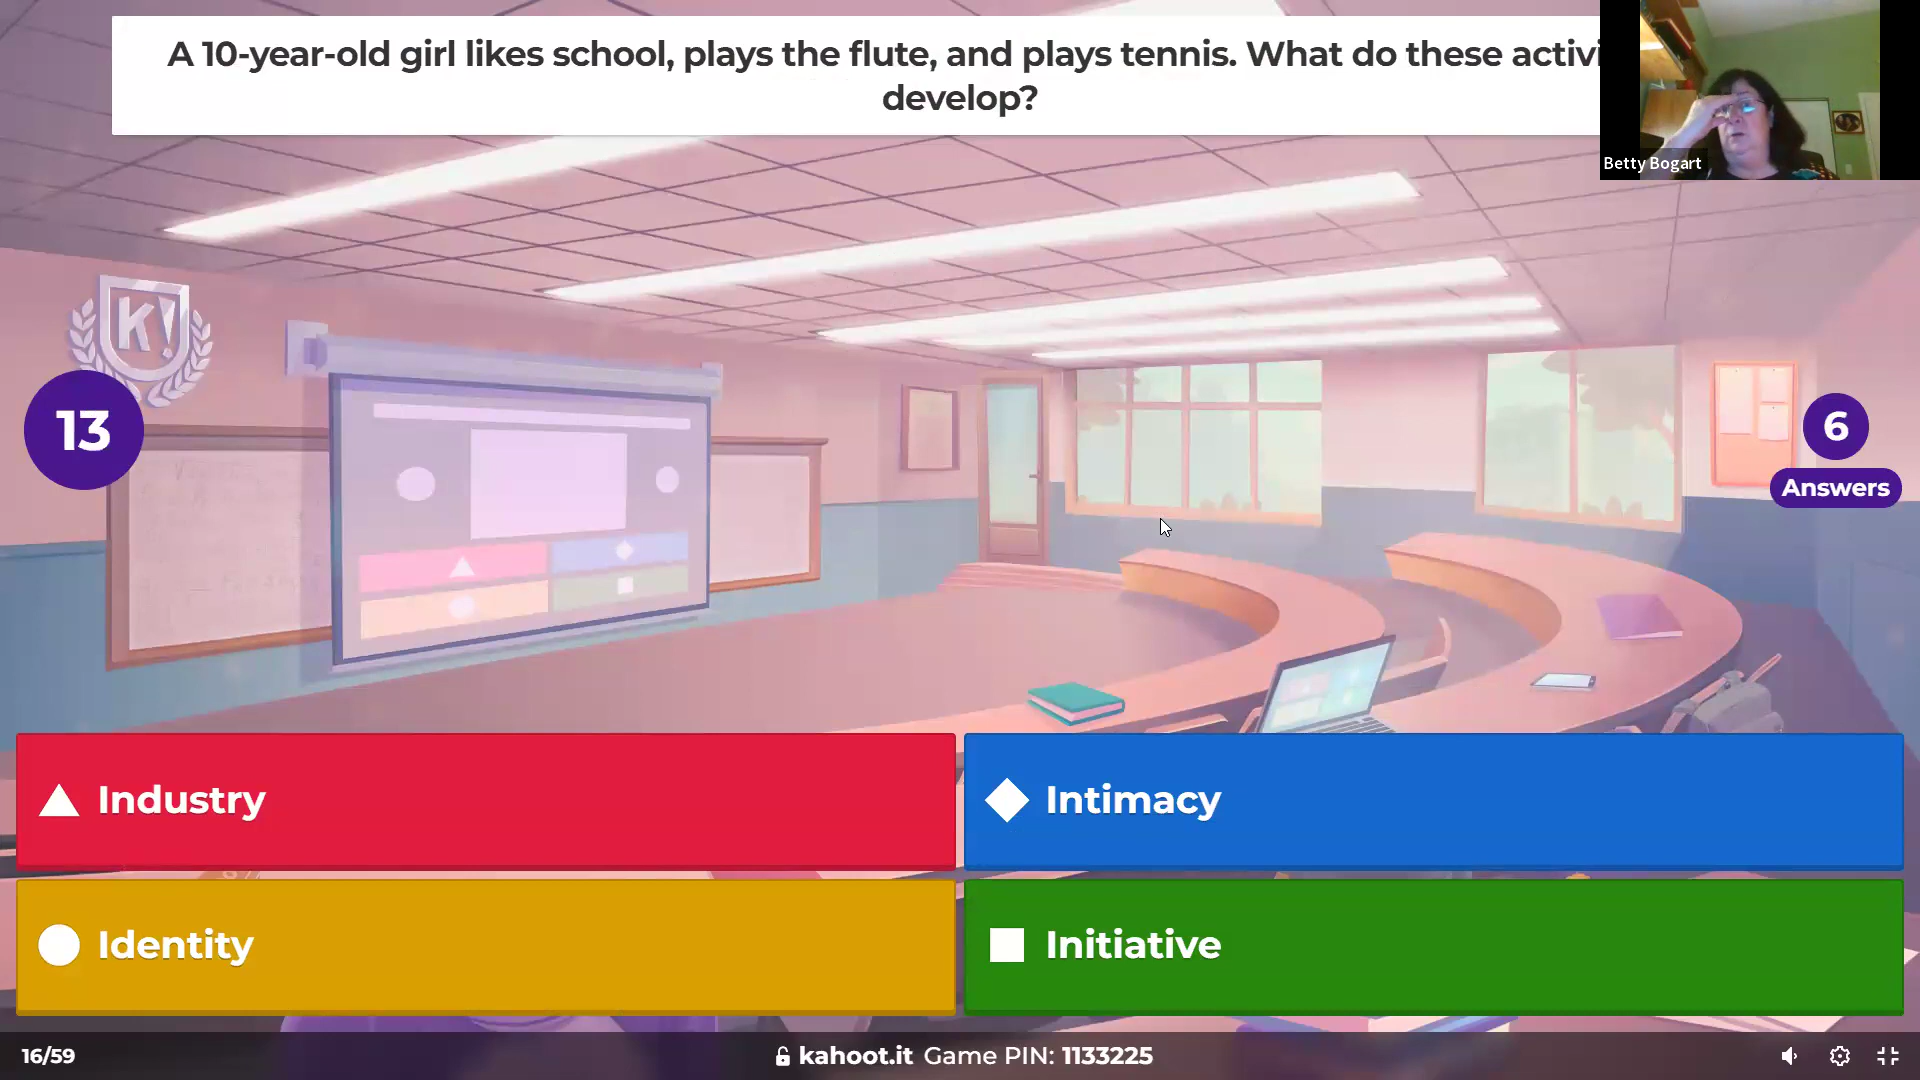 A 10-year-old girl likes school, plays the flute, and plays tennis. What do these activi
develop?
Betty Bogart
K!
13
6
Answers
Industry
Intimacy
Identity
Initiative
16/59
kahoot.it Game PIN: 1133225